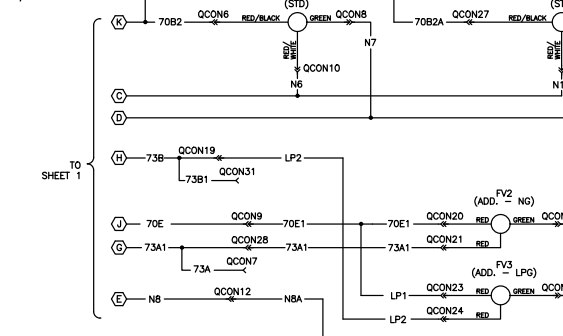 (STD)
K 70B2 QCON6 RED/BLACK GREEN QCON8 70B2A QCON27 RED/BLACK
RED/
WHITE
N7
RED/
WHITE
QCON10
N6
C
D
H 73B QCON19 LP2
73B1 QCON31
TO
SHEET 1
FV2
(ADD. – NG)
J 70E QCON9 70E1 70E1 QCON20 RED GREEN
G 73A1 QCON28 73A1 73A1 QCON21 RED
73A QCON7
FV3
(ADD. – LPG)
LP1 QCON23 RED GREEN
E N8 QCON12 N8A
LP2 QCON24 RED